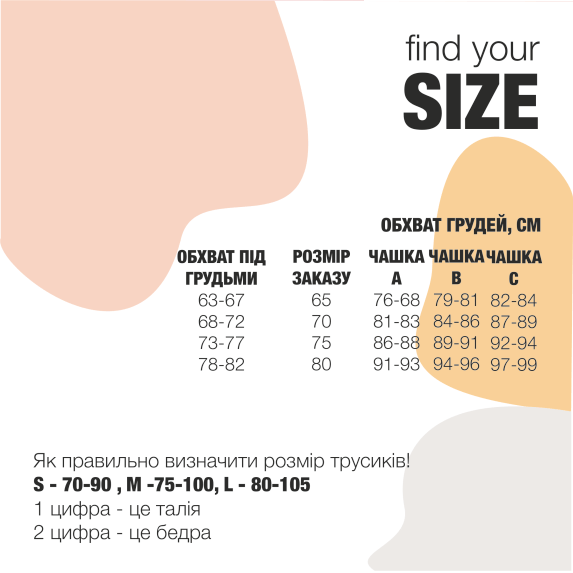 find your
SIZE
ОБХВАТ ГРУДЕЙ, СМ
ОБХВАТ ПІД ГРУДЬМИ РОЗМІР ЗАКАЗУ ЧАШКА A ЧАШКА B ЧАШКА C
63-67 65 76-68 79-81 82-84
68-72 70 81-83 84-86 87-89
73-77 75 86-88 89-91 92-94
78-82 80 91-93 94-96 97-99
Як правильно визначити розмір трусиків!
S - 70-90 , M -75-100, L - 80-105
1 цифра - це талія
2 цифра - це бедра